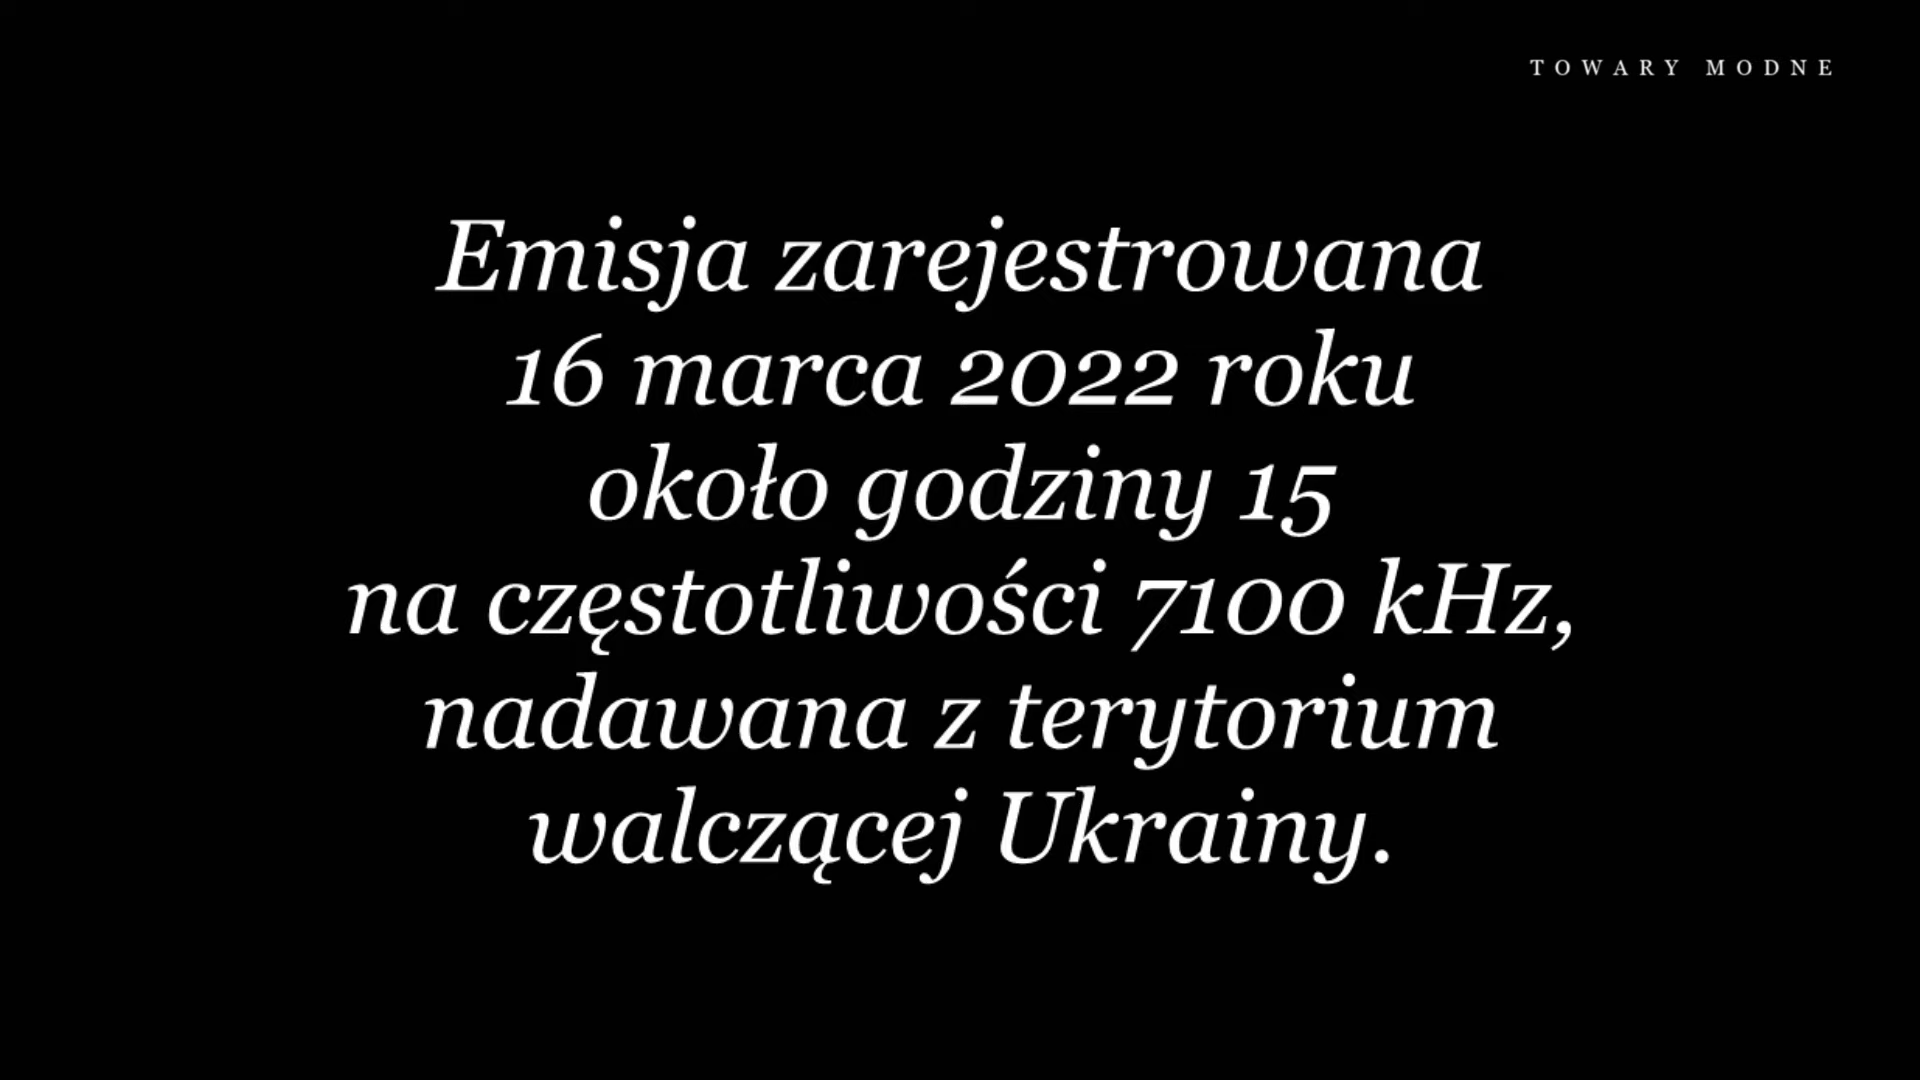 TOWARY MODNE
Emisja zarejestrowana
16 marca 2022 roku
około godziny 15
na częstotliwości 7100 kHz,
nadawana z terytorium
walczącej Ukrainy.